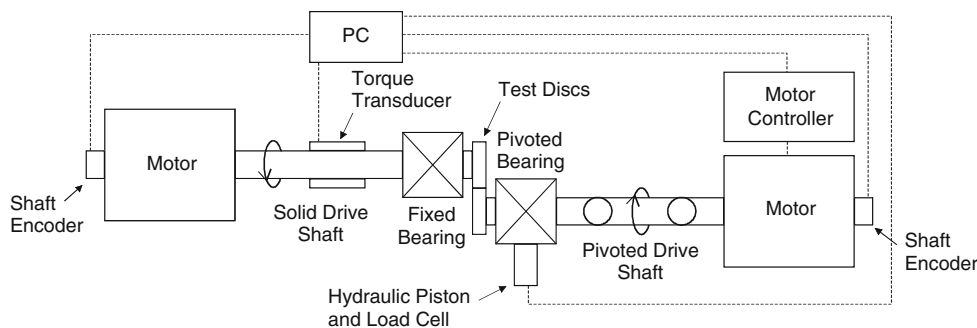 PC
Torque
Transducer
Test Discs
Motor
Controller
Motor
Pivoted
Bearing
Motor
Shaft
Encoder
Solid Drive
Shaft
Fixed
Bearing
Pivoted Drive
Shaft
Shaft
Encoder
Hydraulic Piston
and Load Cell